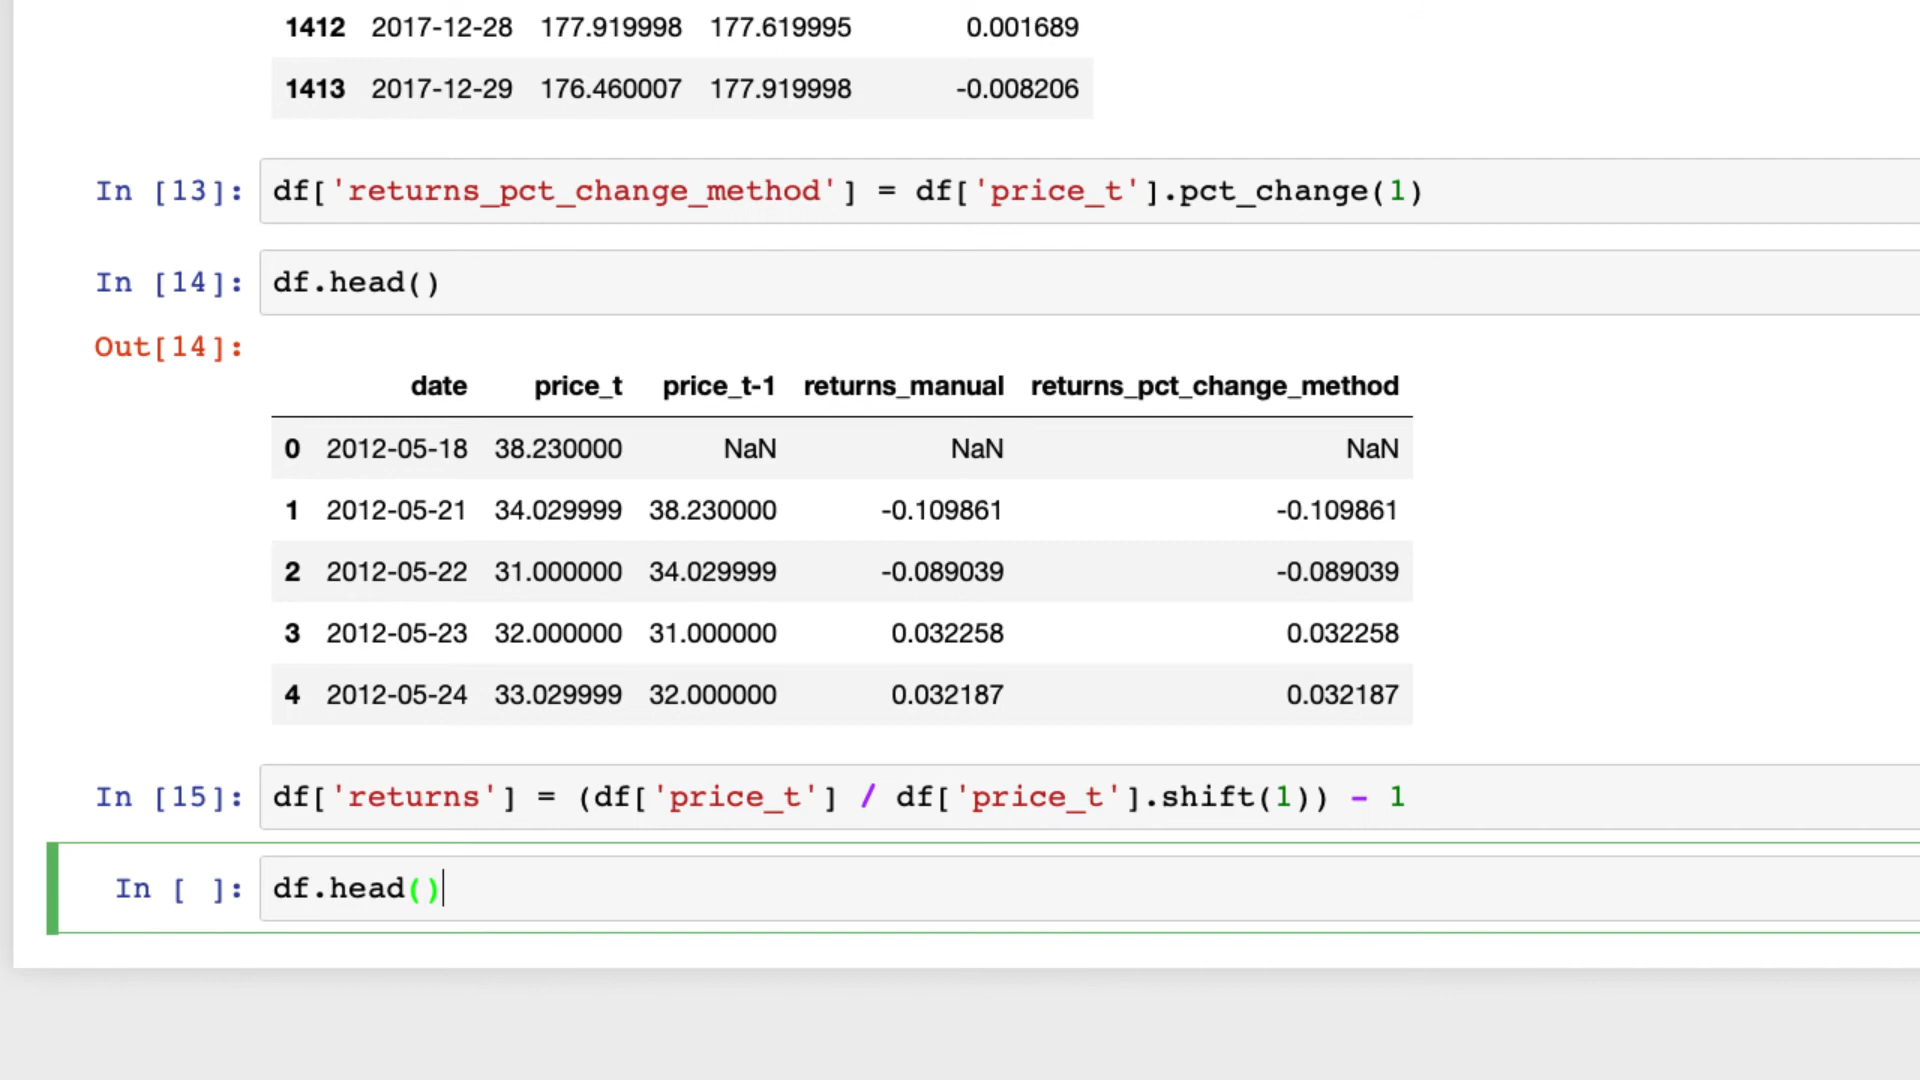 1412 2017-12-28 177.919998 177.619995 0.001689
1413 2017-12-29 176.460007 177.919998 -0.008206
In [13]: df['returns_pct_change_method'] = df['price_t'].pct_change(1)
In [14]: df.head()
Out[14]:
date price_t price_t-1 returns_manual returns_pct_change_method
0 2012-05-18 38.230000 NaN NaN NaN
1 2012-05-21 34.029999 38.230000 -0.109861 -0.109861
2 2012-05-22 31.000000 34.029999 -0.089039 -0.089039
3 2012-05-23 32.000000 31.000000 0.032258 0.032258
4 2012-05-24 33.029999 32.000000 0.032187 0.032187
In [15]: df['returns'] = (df['price_t'] / df['price_t'].shift(1)) - 1
In [ ]: df.head()